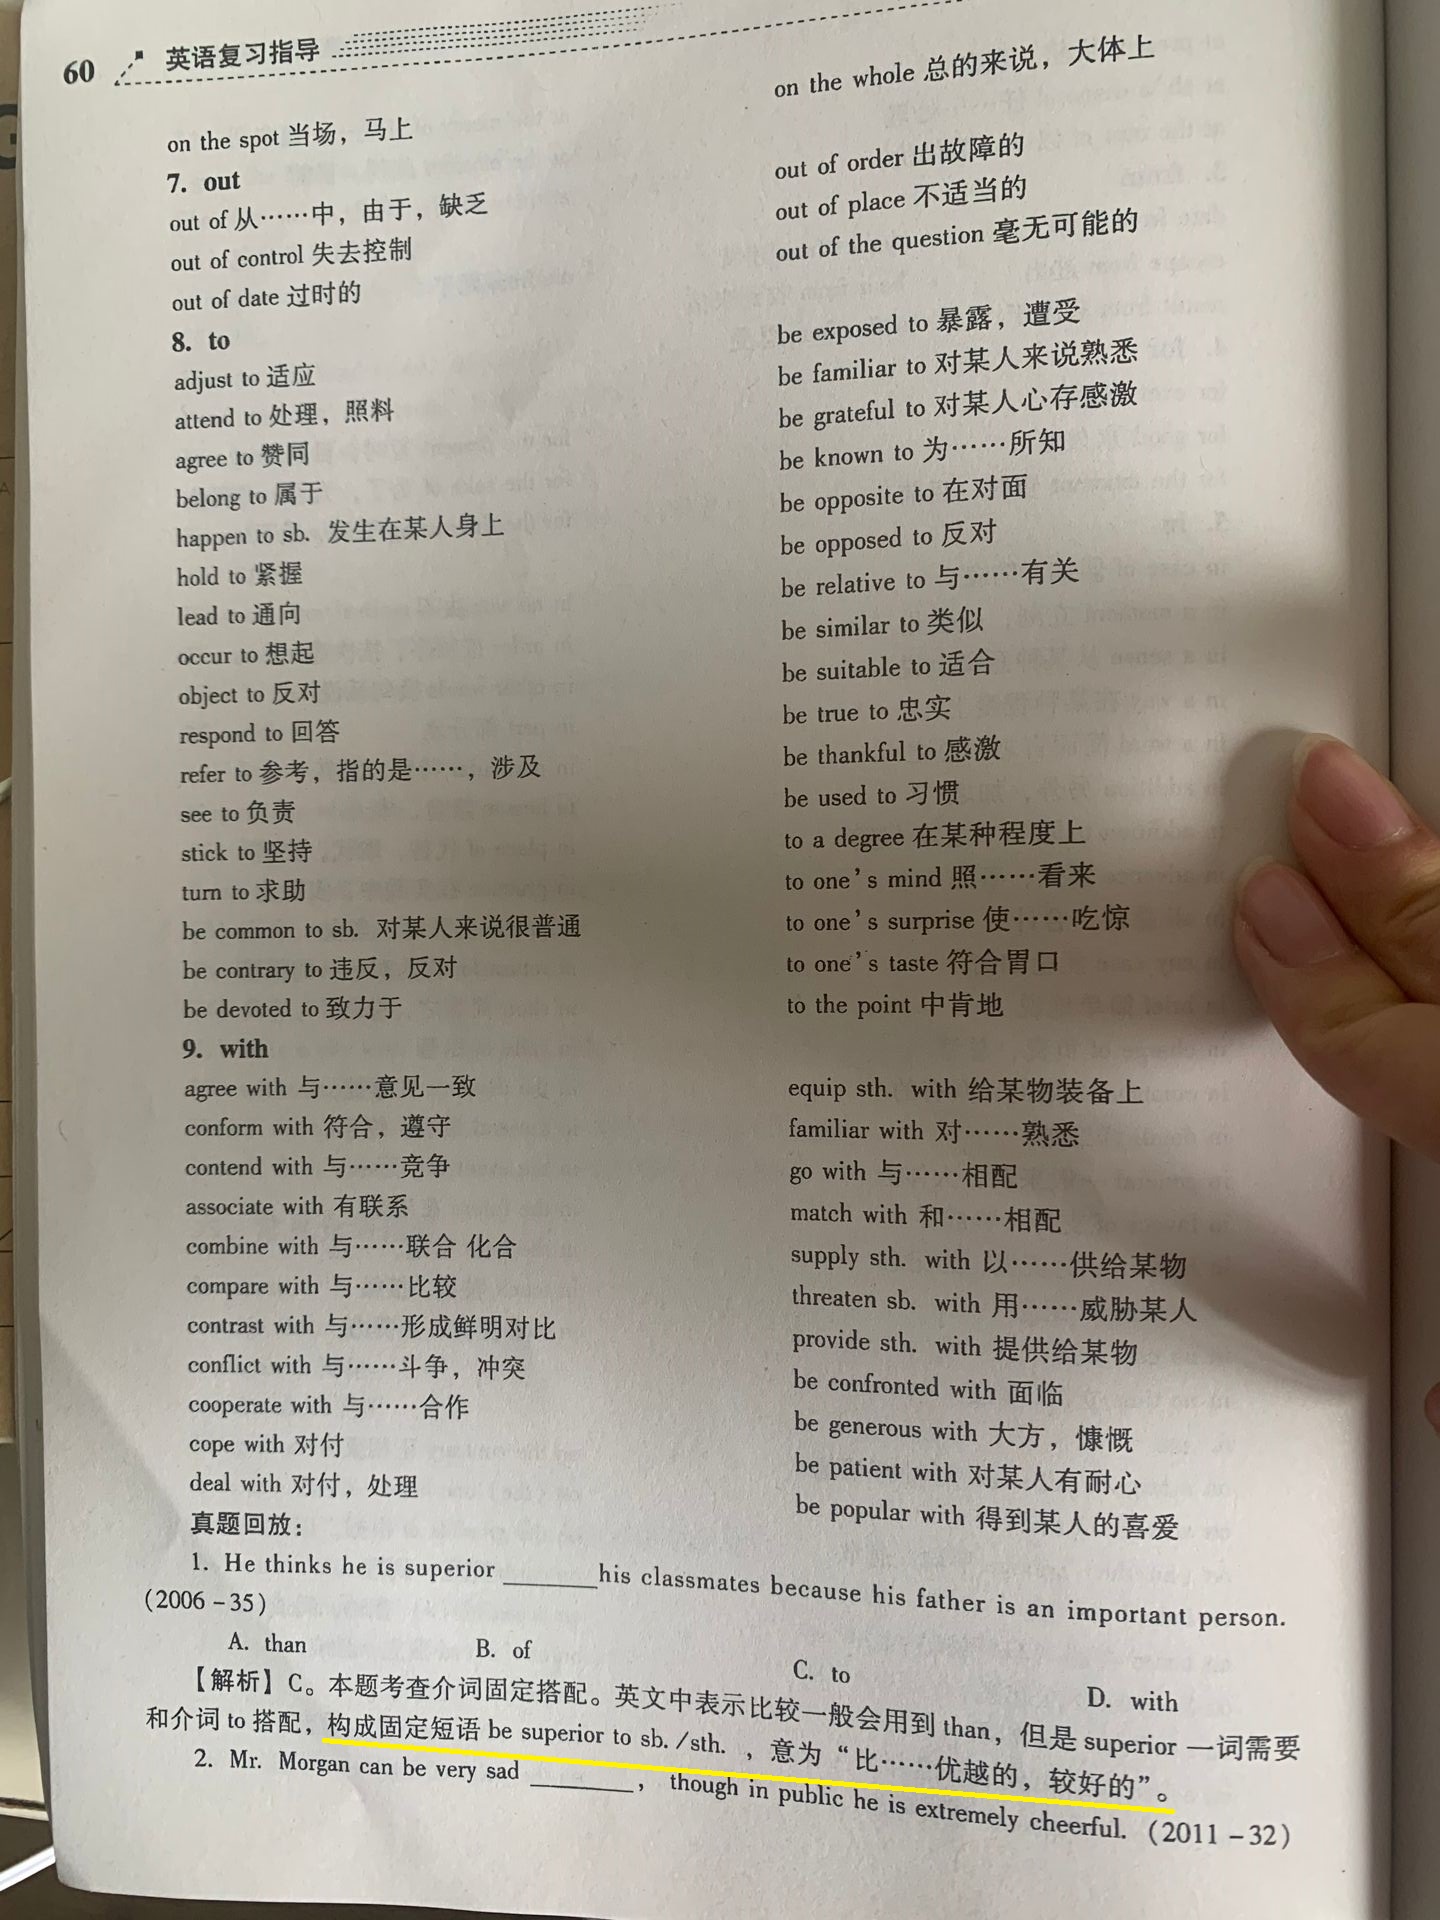 60 英语复习指导
on the spot 当场，马上
on the whole 总的来说，大体上
7. out
out of 从……中，由于，缺乏
out of control 失去控制
out of date 过时的
out of order 出故障的
out of place 不适当的
out of the question 毫无可能的
8. to
adjust to 适应
attend to 处理，照料
agree to 赞同
belong to 属于
happen to sb. 发生在某人身上
hold to 紧握
lead to 通向
occur to 想起
object to 反对
respond to 回答
refer to 参考，指的是……，涉及
see to 负责
stick to 坚持
turn to 求助
be common to sb. 对某人来说很普通
be contrary to 违反，反对
be devoted to 致力于
be exposed to 暴露，遭受
be familiar to 对某人来说熟悉
be grateful to 对某人心存感激
be known to 为……所知
be opposite to 在对面
be opposed to 反对
be relative to 与……有关
be similar to 类似
be suitable to 适合
be true to 忠实
be thankful to 感激
be used to 习惯
to a degree 在某种程度上
to one's mind 照……看来
to one's surprise 使……吃惊
to one's taste 符合胃口
to the point 中肯地
9. with
agree with 与……意见一致
conform with 符合，遵守
contend with 与……竞争
associate with 有联系
combine with 与……联合 化合
compare with 与……比较
contrast with 与……形成鲜明对比
conflict with 与……斗争，冲突
cooperate with 与……合作
cope with 对付
deal with 对付，处理
equip sth. with 给某物装备上
familiar with 对……熟悉
go with 与……相配
match with 和……相配
supply sth. with 以……供给某物
threaten sb. with 用……威胁某人
provide sth. with 提供给某物
be confronted with 面临
be generous with 大方，慷慨
be patient with 对某人有耐心
be popular with 得到某人的喜爱
真题回放：
1. He thinks he is superior _______his classmates because his father is an important person.
(2006－35)
A. than B. of C. to D. with
【解析】C。本题考查介词固定搭配。英文中表示比较一般会用到 than，但是 superior 一词需要
和介词 to 搭配，构成固定短语 be superior to sb./sth.，意为“比……优越的，较好的”。
2. Mr. Morgan can be very sad ________, though in public he is extremely cheerful. (2011－32)